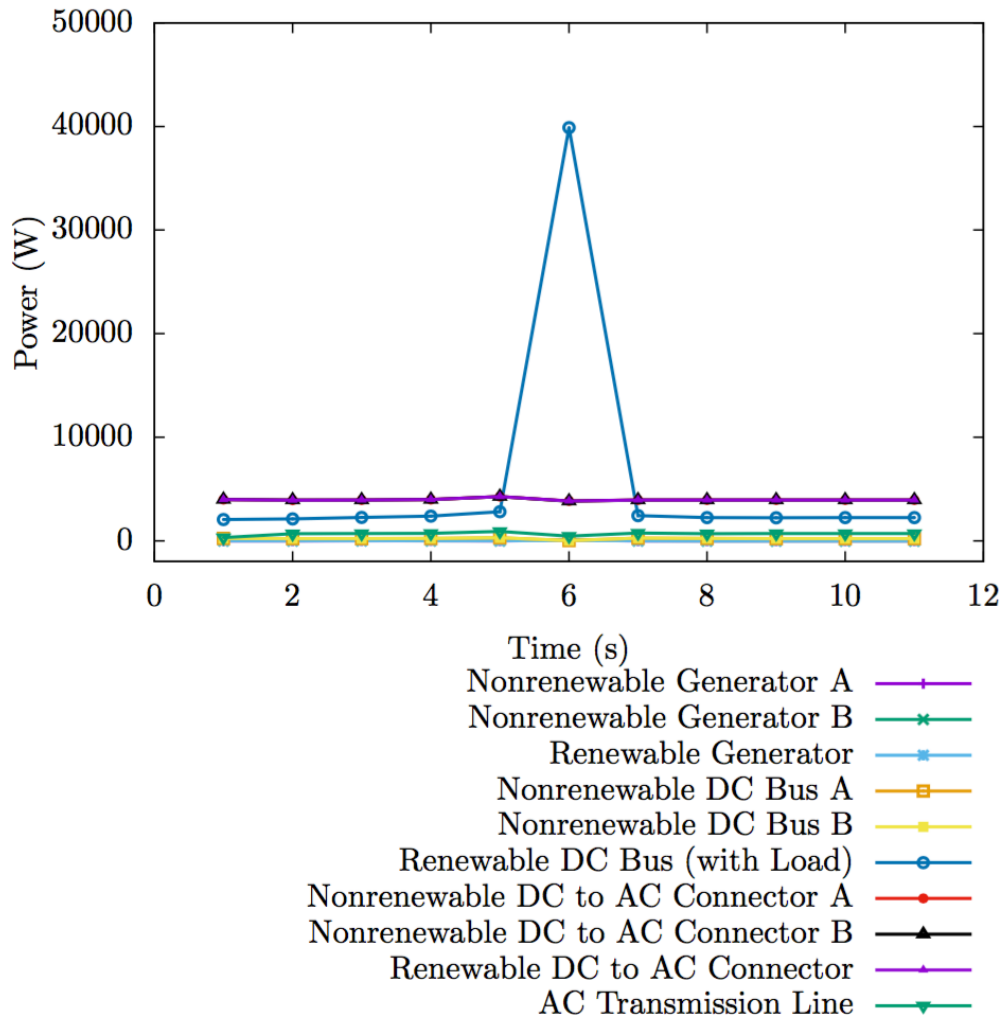 50000
40000
30000
20000
10000
0
Power (W)
0 2 4 6 8 10 12
Time (s)
Nonrenewable Generator A
Nonrenewable Generator B
Renewable Generator
Nonrenewable DC Bus A
Nonrenewable DC Bus B
Renewable DC Bus (with Load)
Nonrenewable DC to AC Connector A
Nonrenewable DC to AC Connector B
Renewable DC to AC Connector
AC Transmission Line